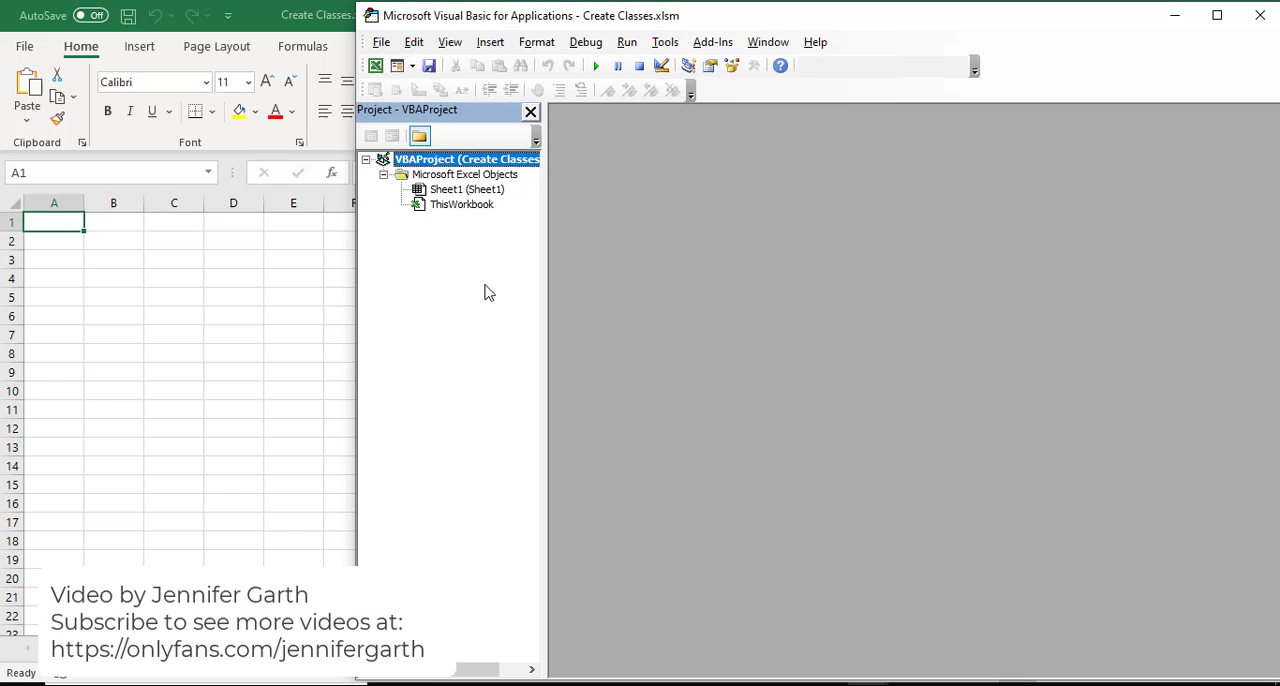 AutoSave Off Create Classes.
Microsoft Visual Basic for Applications - Create Classes.xlsm
File Home Insert Page Layout Formulas
File Edit View Insert Format Debug Run Tools Add-Ins Window Help
Paste
Calibri 11
B I U A
Clipboard Font
A1 fx
A B C D E F
1
2
3
4
5
6
7
8
9
10
11
12
13
14
15
16
17
18
19
20
21
22
23
Project - VBAProject
VBAProject (Create Classes
Microsoft Excel Objects
Sheet1 (Sheet1)
ThisWorkbook
Video by Jennifer Garth
Subscribe to see more videos at:
https://onlyfans.com/jennifergarth
Ready